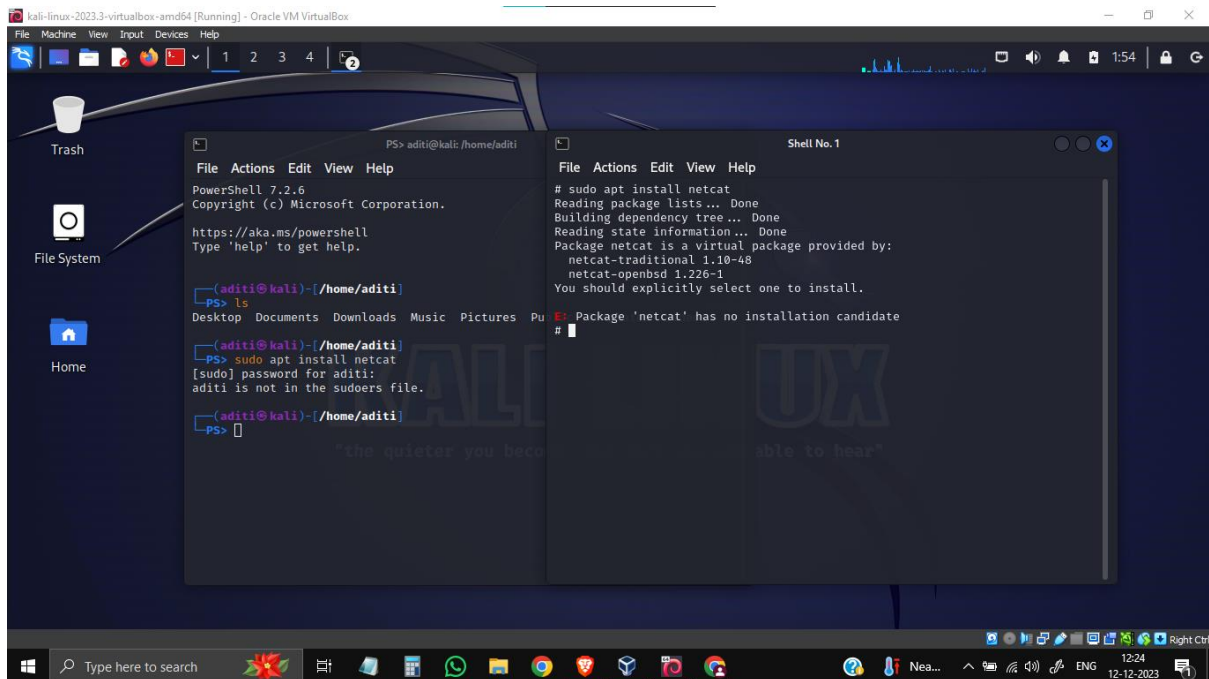 kali-linux-2023.3-virtualbox-amd64 [Running] - Oracle VM VirtualBox
File Machine View Input Devices Help
1 2 3 4
2
1:54
Trash
File System
Home
PS> aditi@kali: /home/aditi
File Actions Edit View Help
PowerShell 7.2.6
Copyright (c) Microsoft Corporation.
https://aka.ms/powershell
Type 'help' to get help.
┌──(aditi㉿kali)-[/home/aditi]
└─PS> ls
Desktop Documents Downloads Music Pictures Pu
┌──(aditi㉿kali)-[/home/aditi]
└─PS> sudo apt install netcat
[sudo] password for aditi:
aditi is not in the sudoers file.
┌──(aditi㉿kali)-[/home/aditi]
└─PS>
Shell No. 1
File Actions Edit View Help
# sudo apt install netcat
Reading package lists... Done
Building dependency tree... Done
Reading state information... Done
Package netcat is a virtual package provided by:
netcat-traditional 1.10-48
netcat-openbsd 1.226-1
You should explicitly select one to install.
E: Package 'netcat' has no installation candidate
#
"the quieter you beco able to hear"
Right Ctrl
Type here to search
Nea...
ENG
12:24
12-12-2023